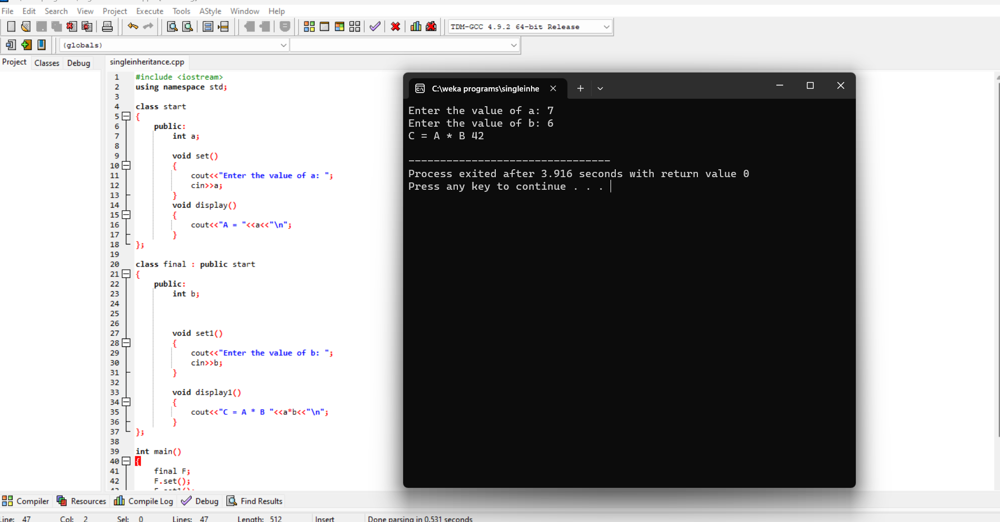 File Edit Search View Project Execute Tools AStyle Window Help
TDM-GCC 4.9.2 64-bit Release
(globals)
Project Classes Debug
singleinheritance.cpp
1 #include <iostream>
2 using namespace std;
3
4 class start
5 {
6 public:
7 int a;
8
9 void set()
10 {
11 cout<<"Enter the value of a: ";
12 cin>>a;
13 }
14 void display()
15 {
16 cout<<"A = "<<a<<"\n";
17 }
18 };
19
20 class final : public start
21 {
22 public:
23 int b;
24
25
26
27 void set1()
28 {
29 cout<<"Enter the value of b: ";
30 cin>>b;
31 }
32
33 void display1()
34 {
35 cout<<"C = A * B "<<a*b<<"\n";
36 }
37 };
38
39 int main()
40 {
41 final F;
42 F.set();
C:\weka programs\singleinhe
Enter the value of a: 7
Enter the value of b: 6
C = A * B 42
--------------------------------
Process exited after 3.916 seconds with return value 0
Press any key to continue . . .
Compiler Resources Compile Log Debug Find Results
Line: 47 Col: 2 Sel: 0 Lines: 47 Length: 512 Insert Done parsing in 0.531 seconds